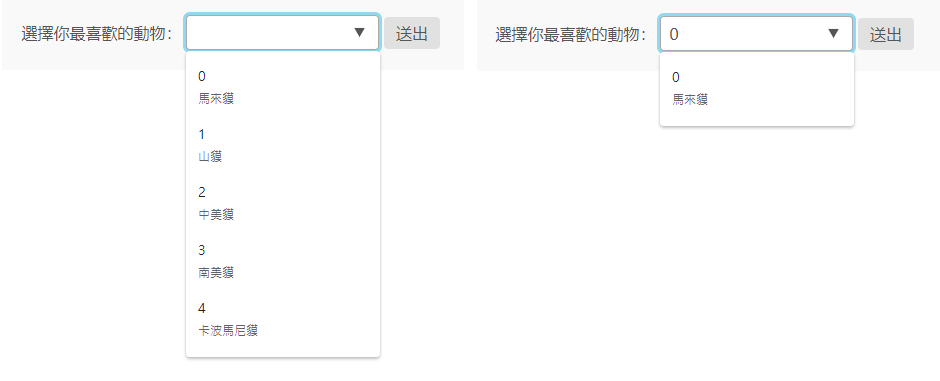 選擇你最喜歡的動物:
送出
0
馬來貘
1
山貘
2
中美貘
3
南美貘
4
卡波馬尼貘
選擇你最喜歡的動物: 0
送出
0
馬來貘